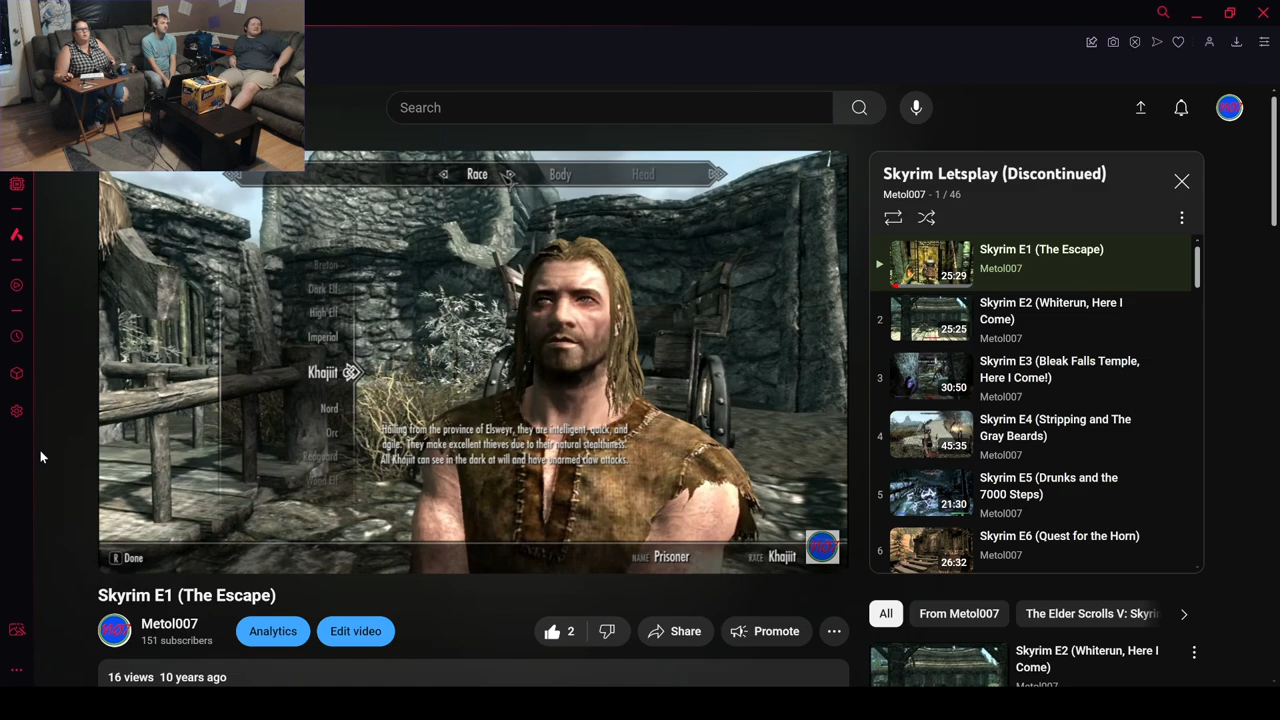 Search
Race
Body
Head
Breton
Dark Elf
High Elf
Imperial
Khajiit
Nord
Orc
Redguard
Wood Elf
Hailing from the province of Elsweyr, they are intelligent, quick, and
agile. They make excellent thieves due to their natural stealthiness.
All Khajiit can see in the dark at will and have unarmed claw attacks.
R Done
NAME Prisoner
RACE Khajiit
Skyrim E1 (The Escape)
Metol007
151 subscribers
Analytics
Edit video
2
Share
Promote
16 views 10 years ago
Skyrim Letsplay (Discontinued)
Metol007 - 1 / 46
25:29
Skyrim E1 (The Escape)
Metol007
2
25:25
Skyrim E2 (Whiterun, Here I
Come)
Metol007
3
30:50
Skyrim E3 (Bleak Falls Temple,
Here I Come!)
Metol007
4
45:35
Skyrim E4 (Stripping and The
Gray Beards)
Metol007
5
21:30
Skyrim E5 (Drunks and the
7000 Steps)
Metol007
6
26:32
Skyrim E6 (Quest for the Horn)
Metol007
All
From Metol007
The Elder Scrolls V: Skyrim
Skyrim E2 (Whiterun, Here I
Come)
Metol007